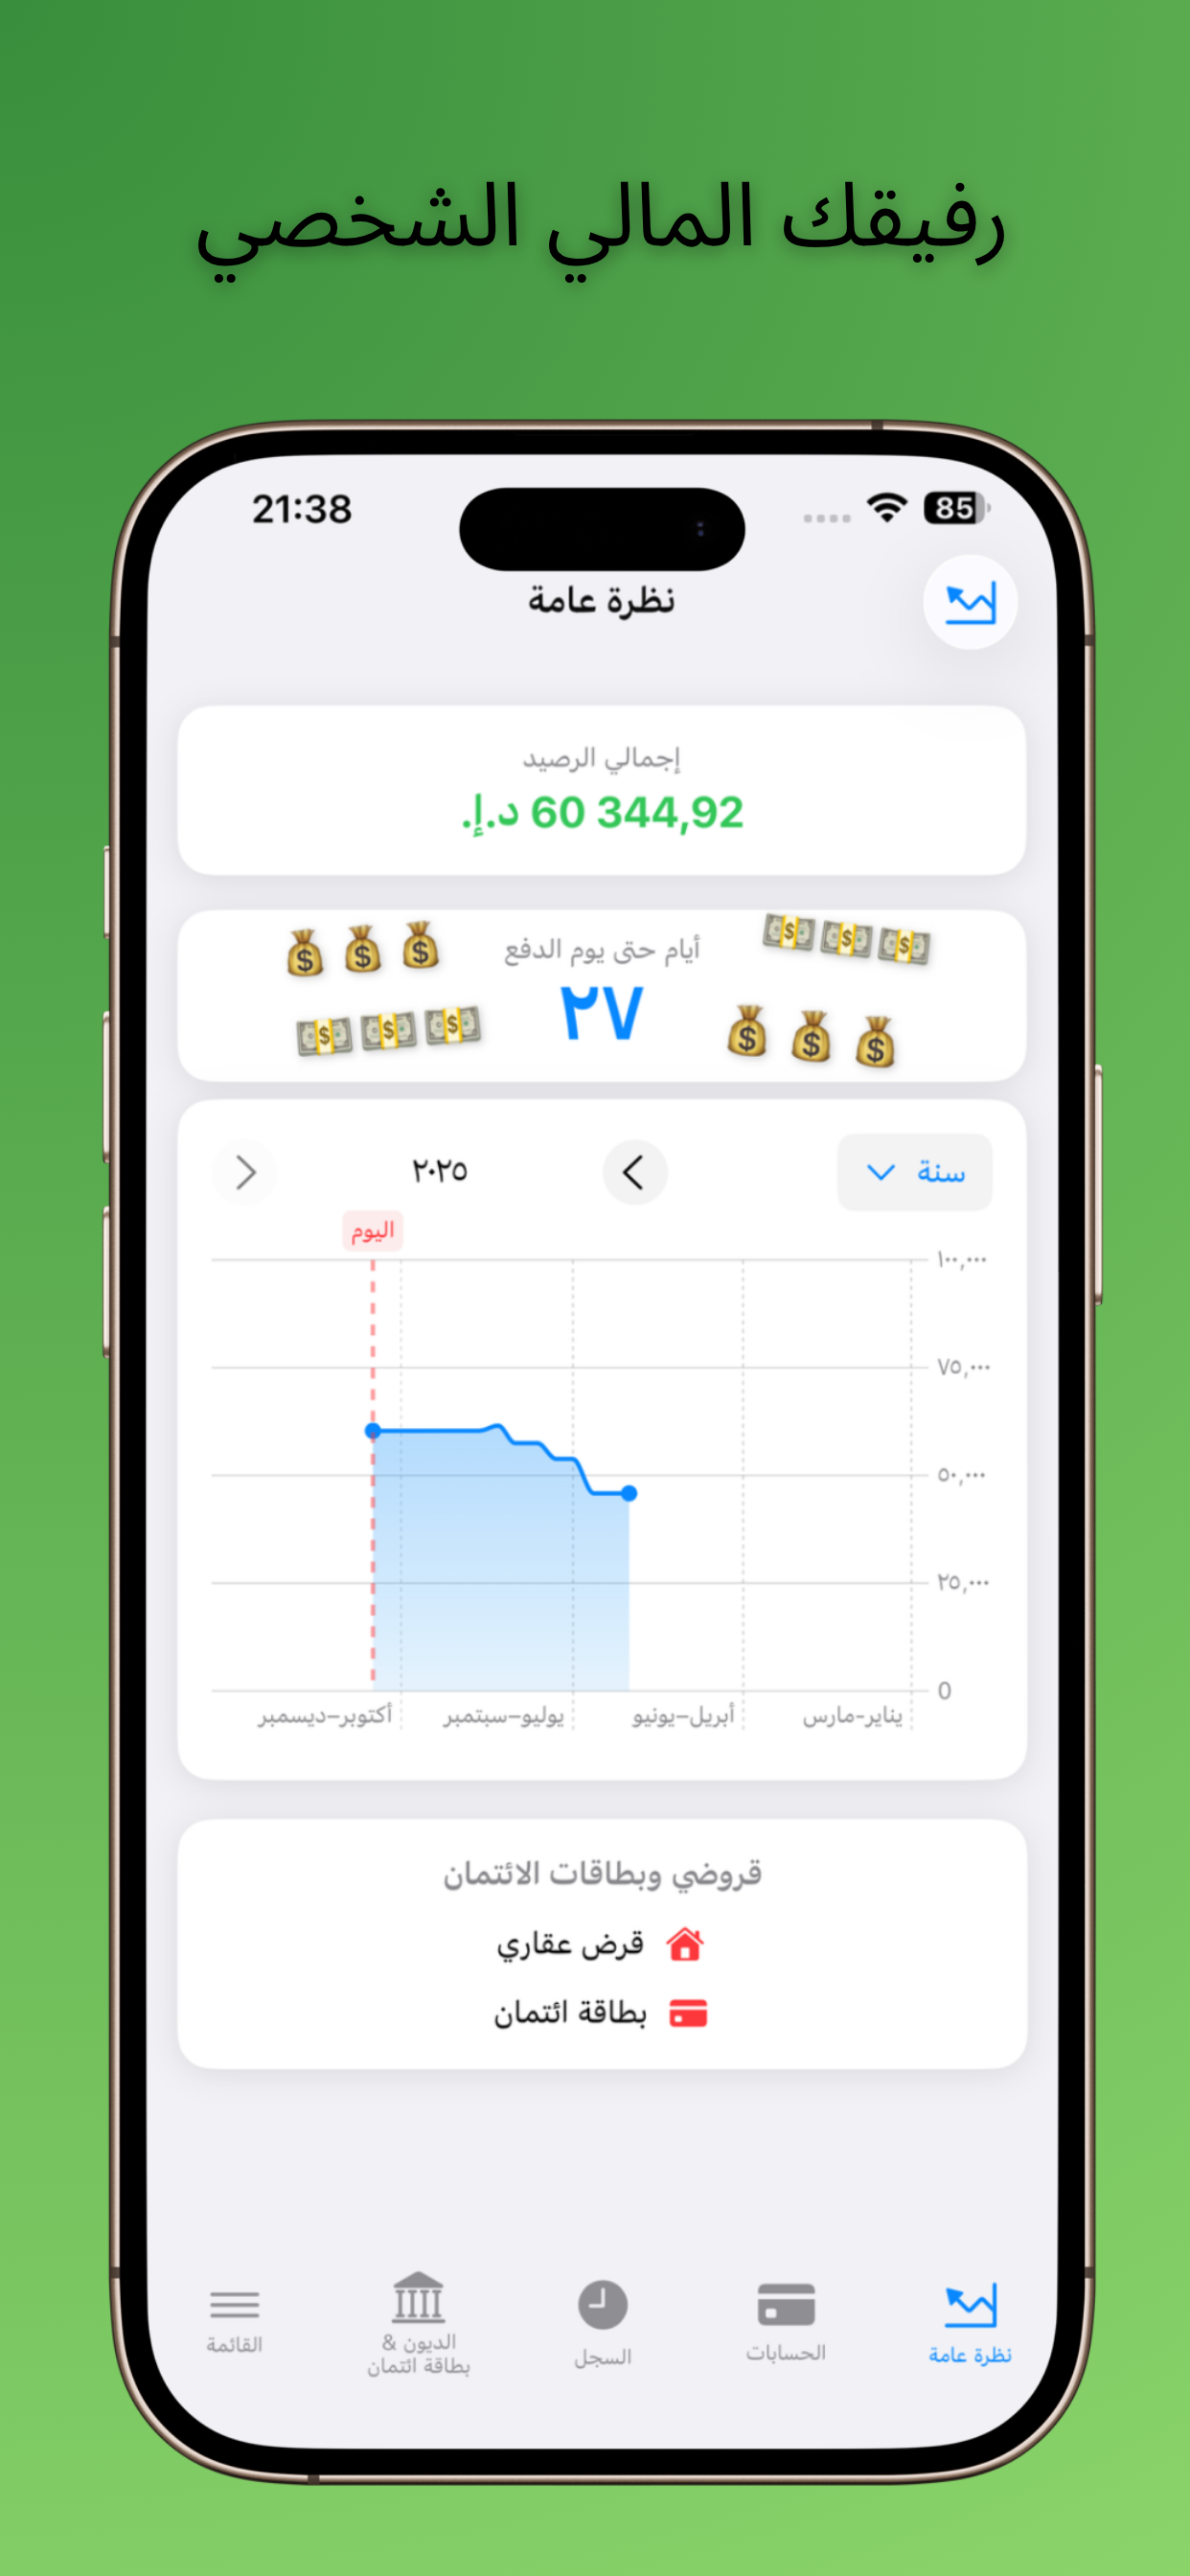 رفيقك المالي الشخصي
21:38
85
نظرة عامة
إجمالي الرصيد
60 344,92 د.إ.
أيام حتى يوم الدفع
٢٧
سنة
٢٠٢٥
اليوم
١٠٠,٠٠٠
٧٥,٠٠٠
٥٠,٠٠٠
٢٥,٠٠٠
0
يناير-مارس
أبريل-يونيو
يوليو-سبتمبر
أكتوبر-ديسمبر
قروضي وبطاقات الائتمان
قرض عقاري
بطاقة ائتمان
نظرة عامة
الحسابات
السجل
الديون &
بطاقة ائتمان
القائمة